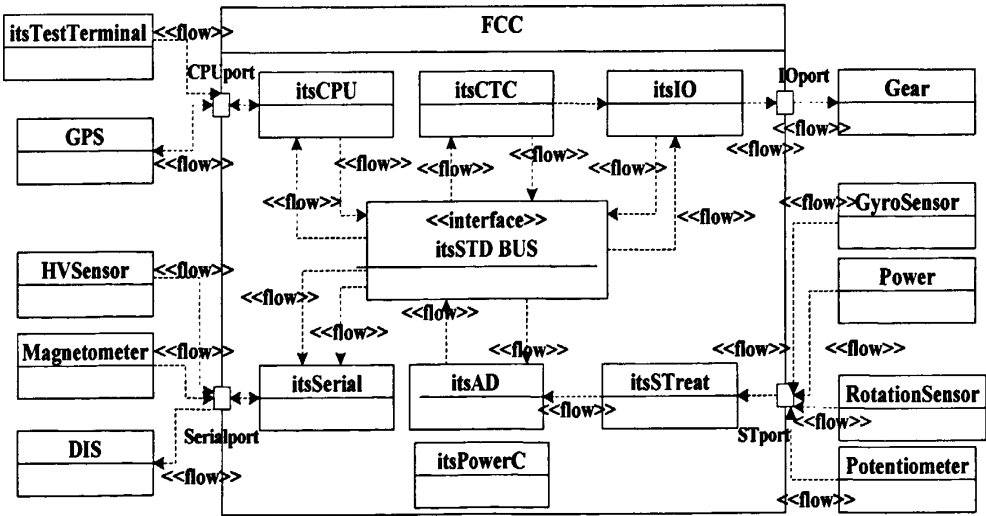 FCC
itsTestTerminal
<<flow>>
CPUport
itsCPU
itsCTC
itsIO
IOport
Gear
GPS
<<flow>>
<<flow>>
<<flow>>
<<flow>>
<<flow>>
<<flow>>
<<flow>>
<<flow>>
<<flow>>
<<flow>>
<<interface>>
itsSTD BUS
<<flow>>
GyroSensor
HVSensor
<<flow>>
Power
<<flow>>
<<flow>>
<<flow>>
Magnetometer
<<flow>>
<<flow>>
<<flow>>
<<flow>>
itsSerial
itsAD
itsSTreat
RotationSensor
<<flow>>
Serialport
STport
DIS
<<flow>>
itsPowerC
Potentiometer
<<flow>>